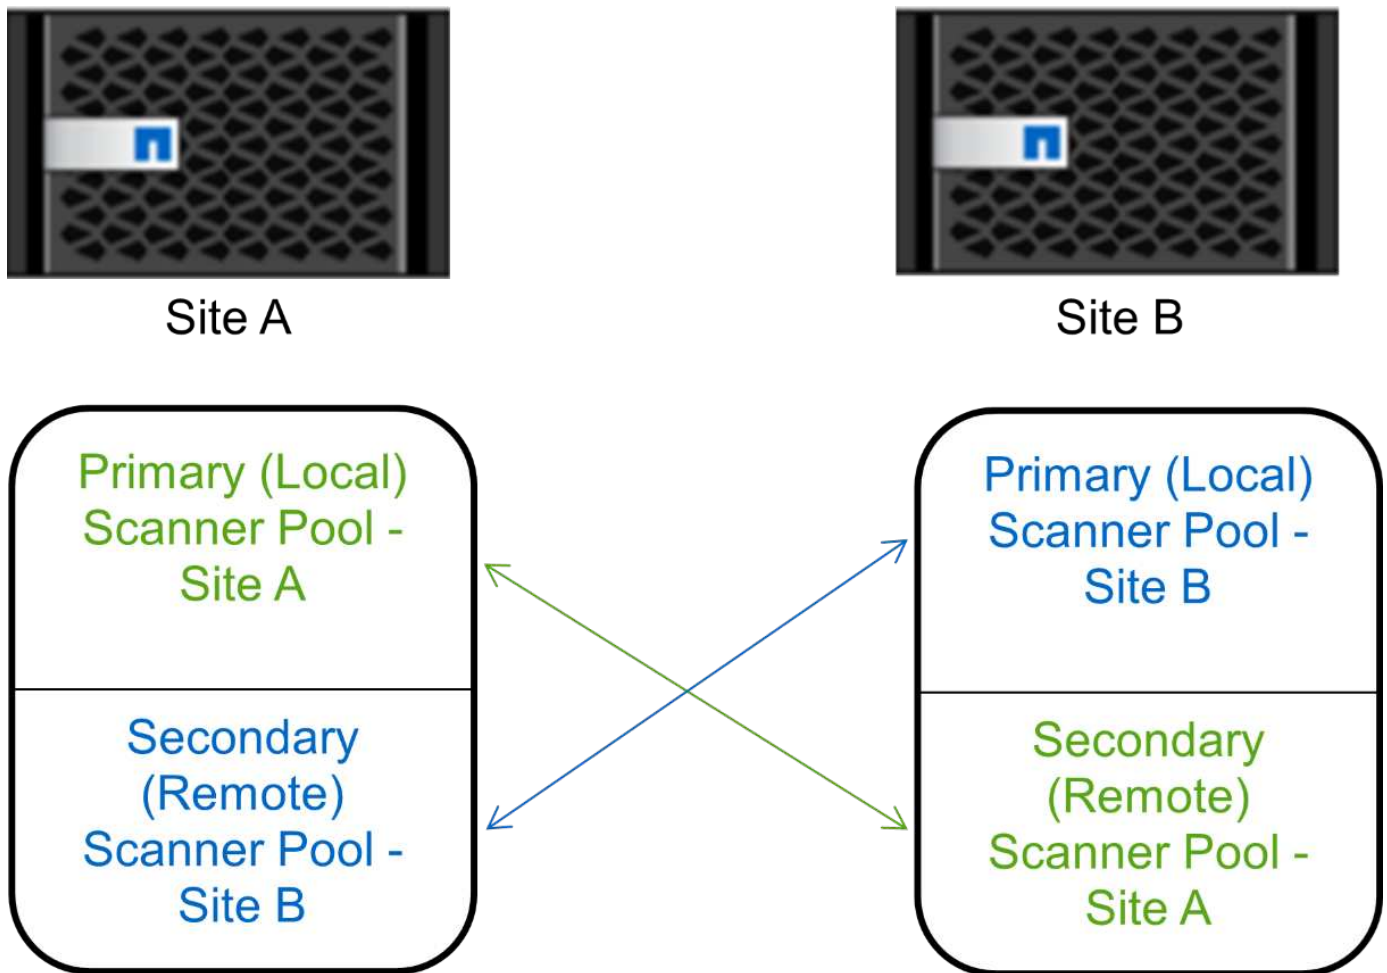 Site A
Site B
Primary (Local)
Scanner Pool -
Site A
Secondary
(Remote)
Scanner Pool -
Site B
Primary (Local)
Scanner Pool -
Site B
Secondary
(Remote)
Scanner Pool -
Site A